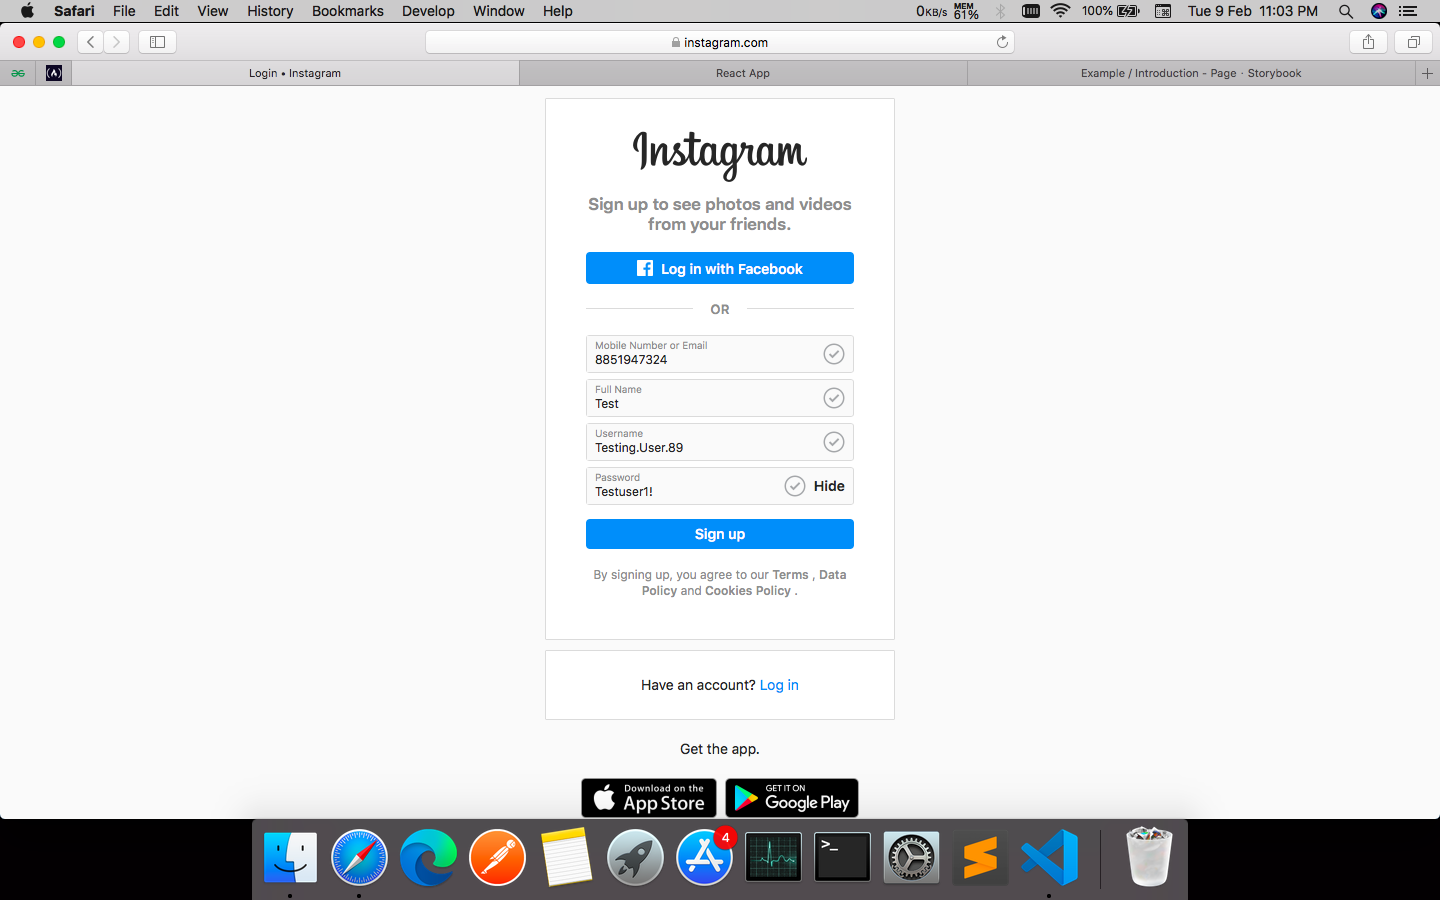 Safari File Edit View History Bookmarks Develop Window Help 0KB/s MEM 61% 100% Tue 9 Feb 11:03 PM
instagram.com
Login • Instagram React App Example / Introduction - Page · Storybook
Instagram
Sign up to see photos and videos
from your friends.
Log in with Facebook
OR
Mobile Number or Email
8851947324
Full Name
Test
Username
Testing.User.89
Password
Testuser1!
Hide
Sign up
By signing up, you agree to our Terms , Data
Policy and Cookies Policy .
Have an account? Log in
Get the app.
Download on the
App Store
GET IT ON
Google Play
4
>_